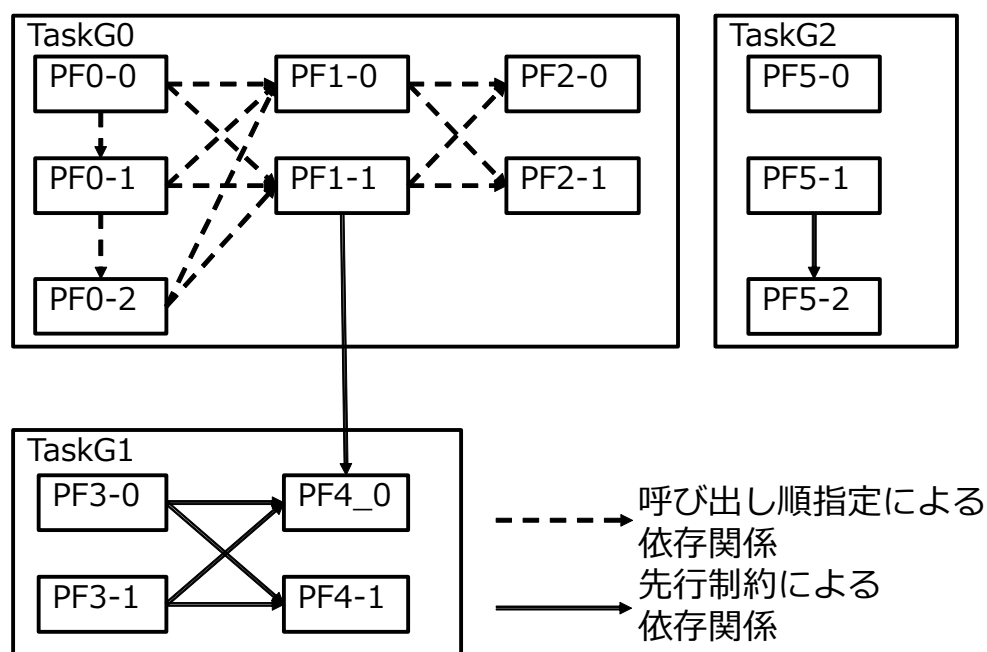 TaskG0
PF0-0
PF1-0
PF2-0
PF0-1
PF1-1
PF2-1
PF0-2
TaskG2
PF5-0
PF5-1
PF5-2
TaskG1
PF3-0
PF4_0
PF3-1
PF4-1
呼び出し順指定による
依存関係
先行制約による
依存関係